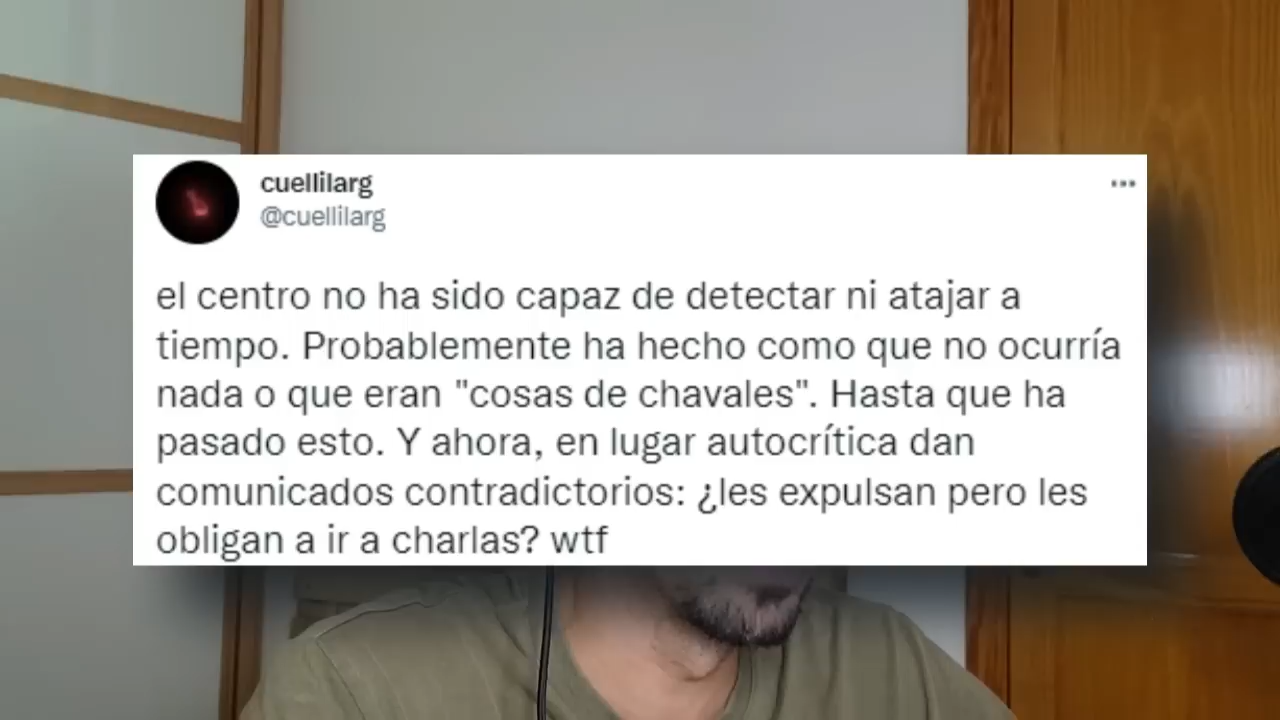 cuellilarg
@cuellilarg
el centro no ha sido capaz de detectar ni atajar a
tiempo. Probablemente ha hecho como que no ocurría
nada o que eran "cosas de chavales". Hasta que ha
pasado esto. Y ahora, en lugar autocrítica dan
comunicados contradictorios: ¿les expulsan pero les
obligan a ir a charlas? wtf